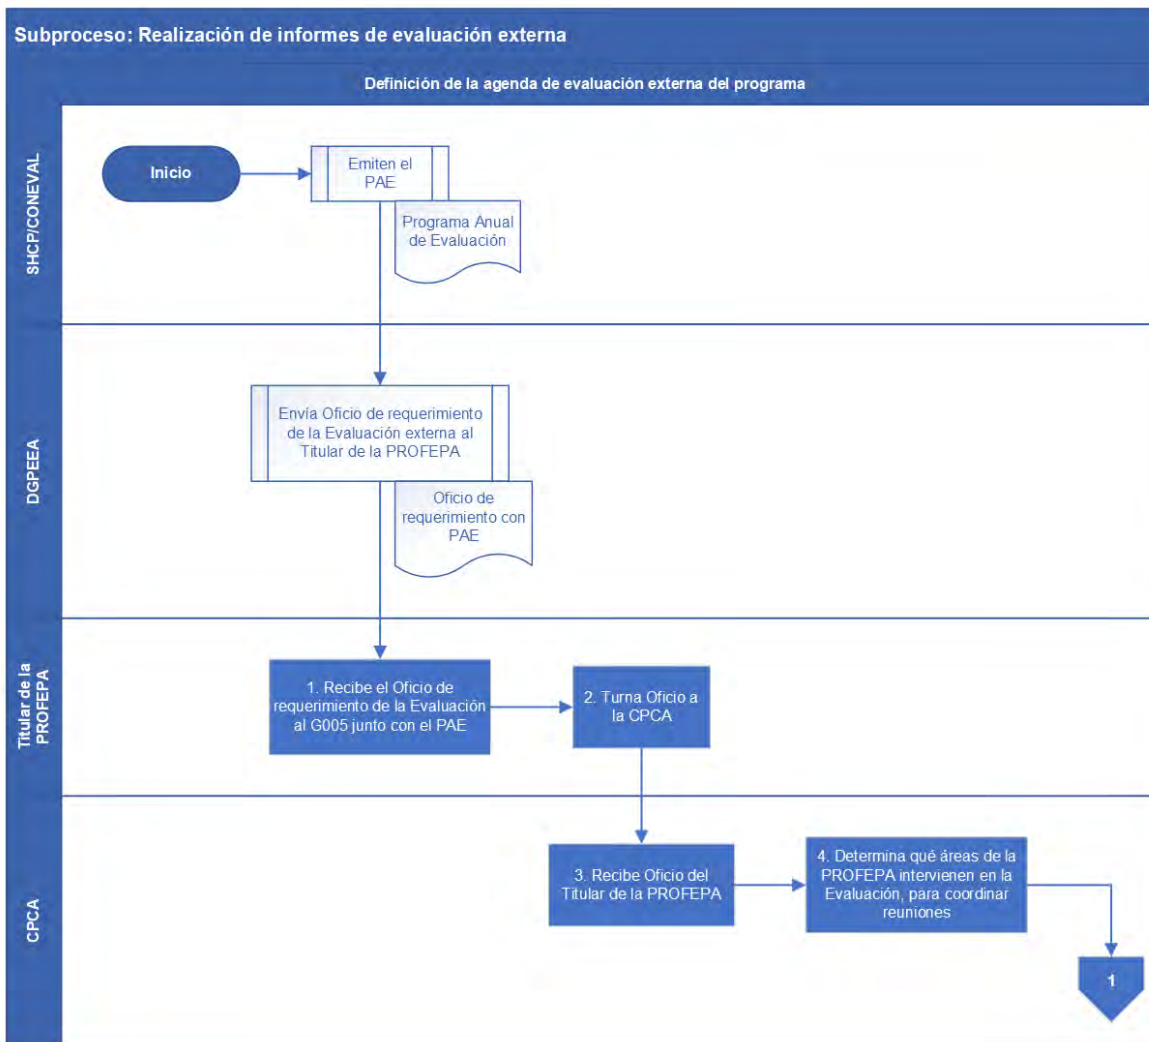 Subproceso: Realización de informes de evaluación externa
Definición de la agenda de evaluación externa del programa
SHCP/CONEVAL
Inicio
Emiten el
PAE
Programa Anual
de Evaluación
DGPEEA
Envía Oficio de requerimiento
de la Evaluación externa al
Titular de la PROFEPA
Oficio de
requerimiento con
PAE
Titular de la
PROFEPA
1. Recibe el Oficio de
requerimiento de la Evaluación
al G005 junto con el PAE
2. Turna Oficio a
la CPCA
CPCA
3. Recibe Oficio del
Titular de la PROFEPA
4. Determina qué áreas de la
PROFEPA intervienen en la
Evaluación, para coordinar
reuniones
1